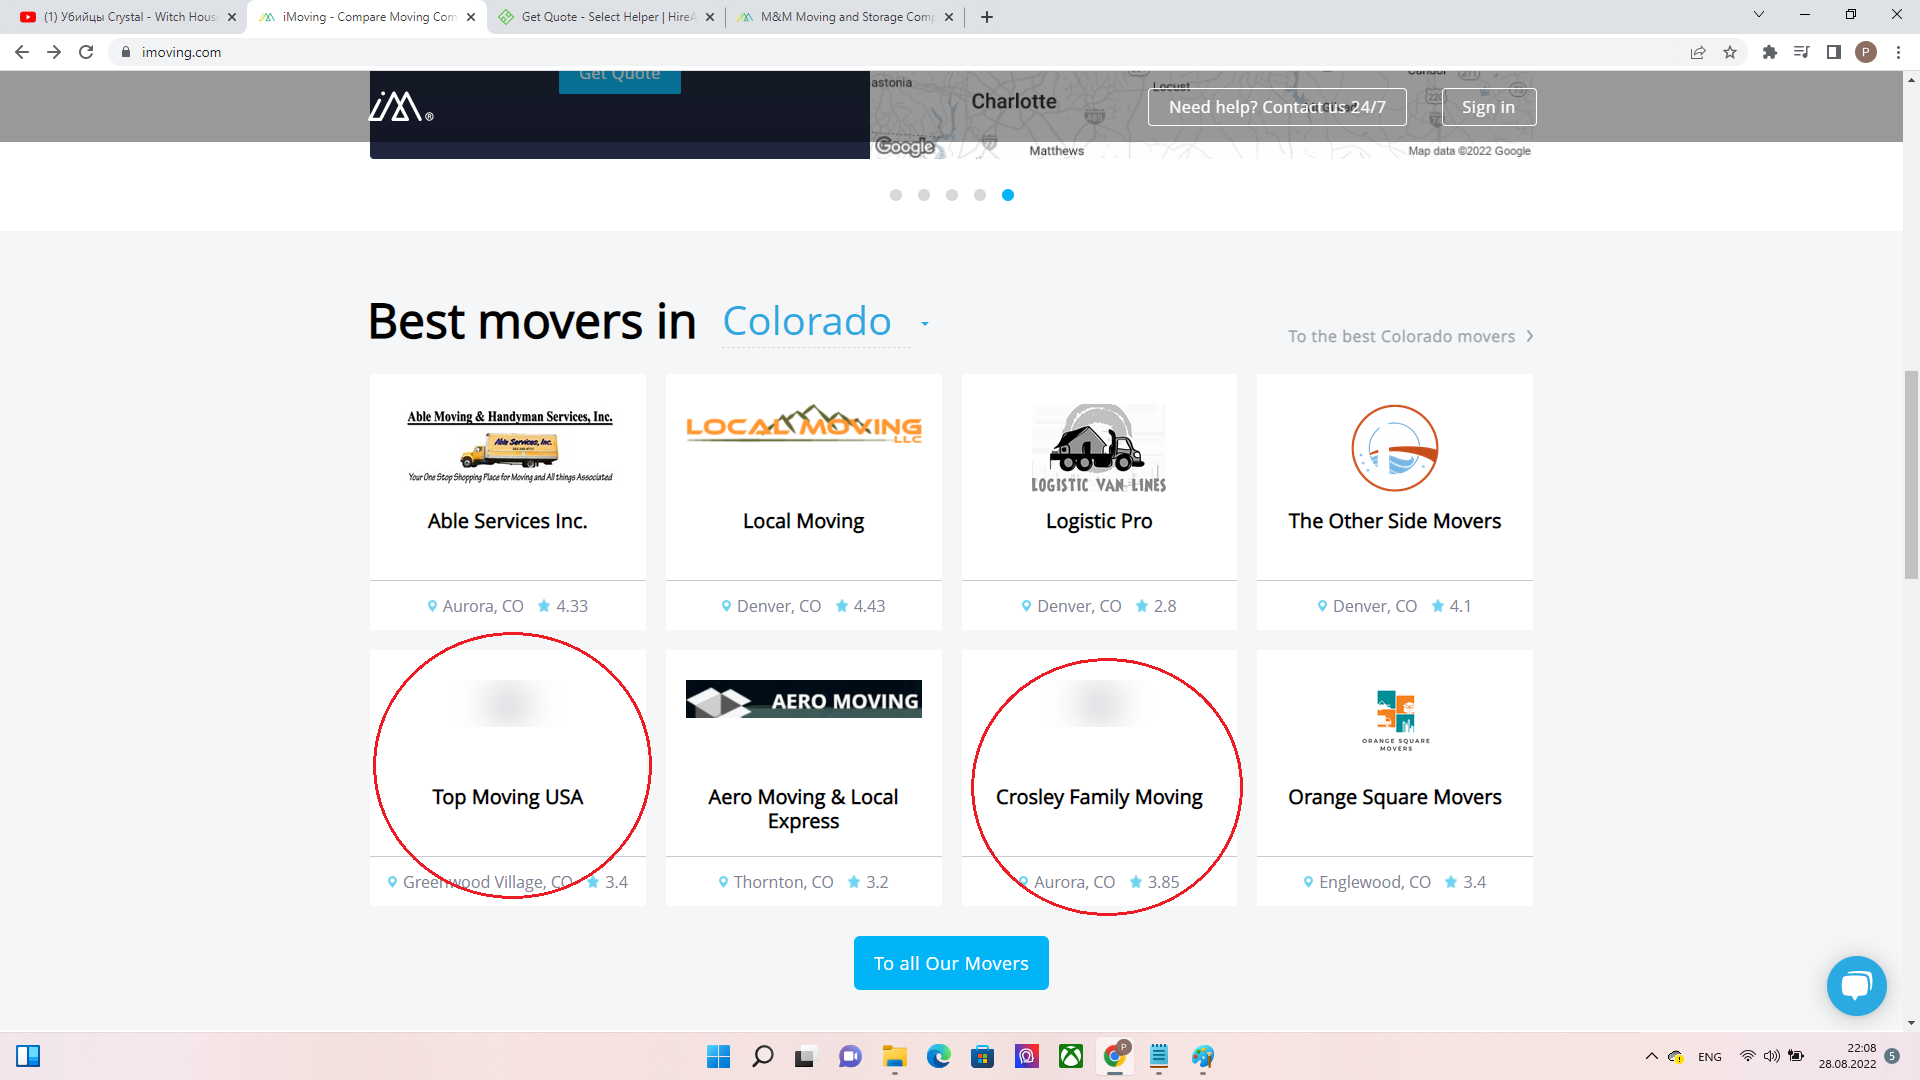 (1) Убийцы Crystal - Witch Hous
iMoving - Compare Moving Com
Get Quote - Select Helper | HireA
M&M Moving and Storage Comp
imoving.com
P
Get Quote
iM®
Need help? Contact us 24/7
Sign in
astonia
Charlotte
Locust
Google
Matthews
Map data ©2022 Google
Best movers in Colorado
To the best Colorado movers
Able Moving & Handyman Services, Inc.
Able Services, Inc.
Your One Stop Shopping Place for Moving and All things Associated
Able Services Inc.
Aurora, CO 4.33
LOCAL MOVING
LLC
Local Moving
Denver, CO 4.43
LOGISTIC VAN LINES
Logistic Pro
Denver, CO 2.8
The Other Side Movers
Denver, CO 4.1
Top Moving USA
Greenwood Village, CO 3.4
AERO MOVING
Aero Moving & Local
Express
Thornton, CO 3.2
Crosley Family Moving
Aurora, CO 3.85
ORANGE SQUARE
MOVERS
Orange Square Movers
Englewood, CO 3.4
To all Our Movers
P
ENG
22:08
28.08.2022
5